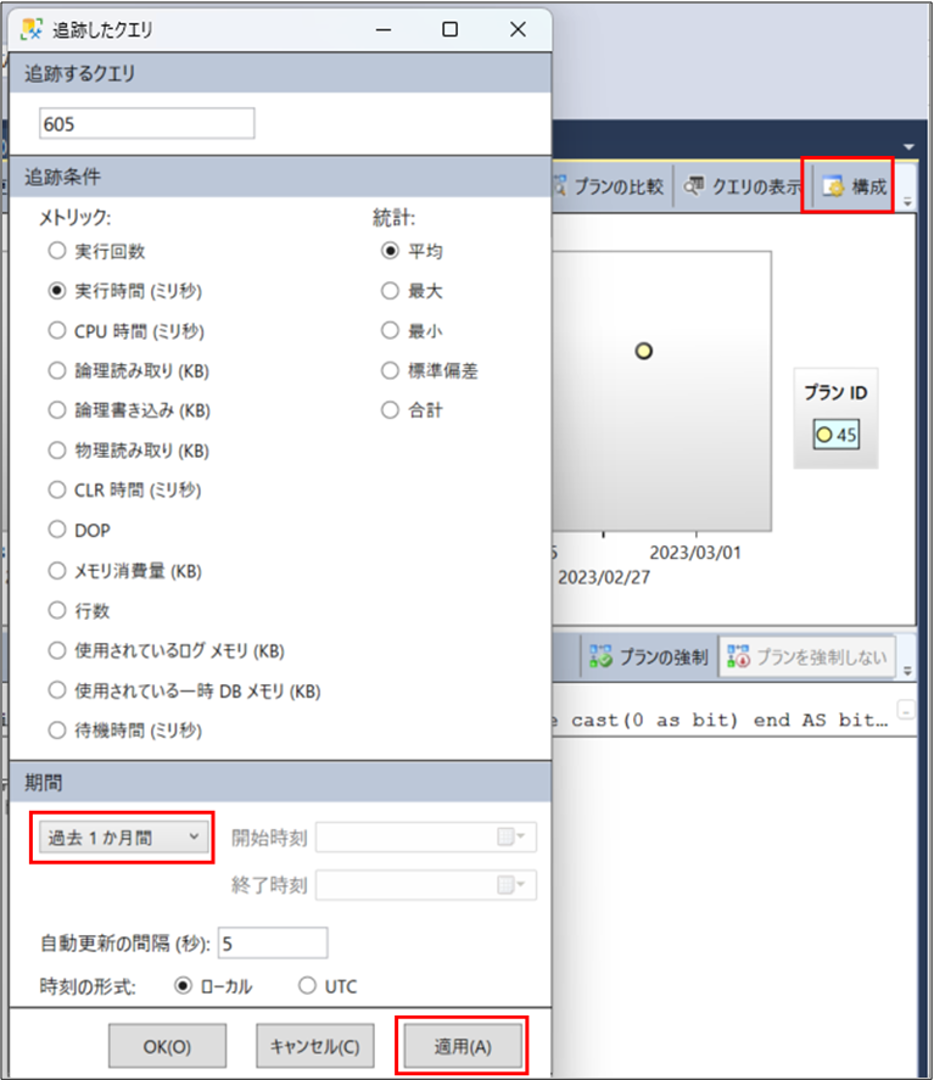 追跡したクエリ
追跡するクエリ
605
追跡条件
メトリック:
統計:
実行回数
平均
実行時間 (ミリ秒)
最大
CPU 時間 (ミリ秒)
最小
論理読み取り (KB)
標準偏差
論理書き込み (KB)
合計
物理読み取り (KB)
CLR 時間 (ミリ秒)
DOP
メモリ消費量 (KB)
行数
使用されているログ メモリ (KB)
使用されている一時 DB メモリ (KB)
待機時間 (ミリ秒)
期間
過去 1 か月間
開始時刻
終了時刻
自動更新の間隔 (秒): 5
時刻の形式: ローカル UTC
OK(O) キャンセル(C) 適用(A)
プランの比較 クエリの表示 構成
プラン ID
45
2023/03/01
2023/02/27
プランの強制 プランを強制しない
cast(0 as bit) end AS bit...